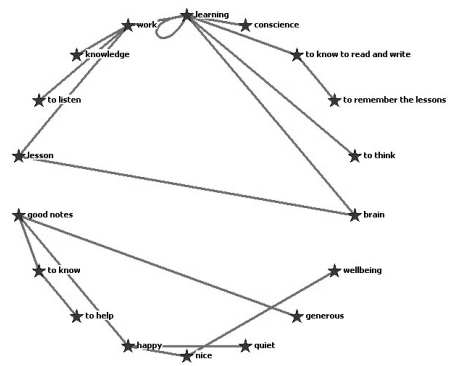 learning
work
conscience
knowledge
to know to read and write
to listen
to remember the lessons
lesson
to think
good notes
brain
to know
wellbeing
to help
generous
happy
quiet
nice